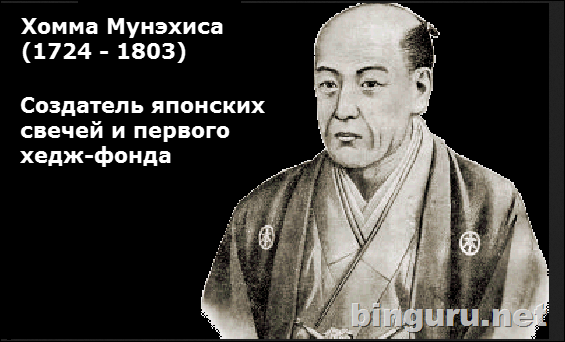 Хомма Мунэхиса
(1724 - 1803)
Создатель японских
свечей и первого
хедж-фонда
binguru.net